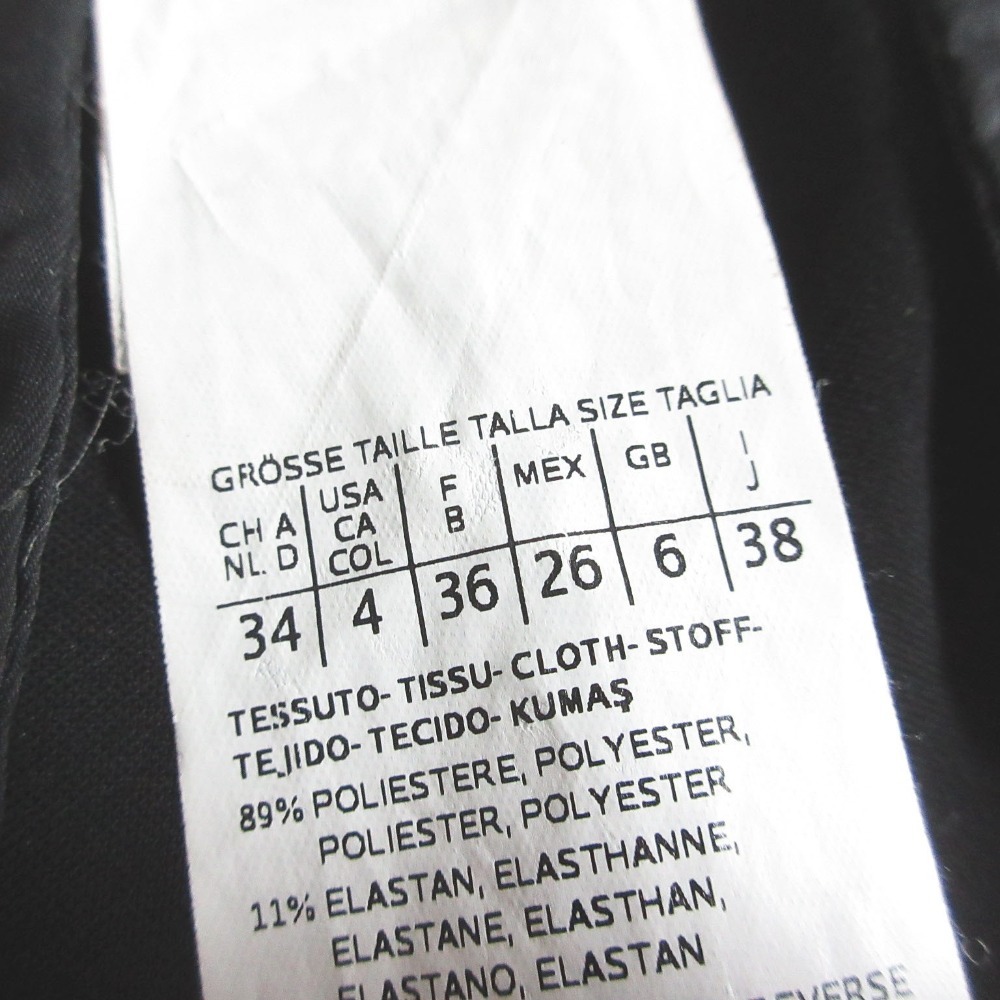 GRÖSSE TAILLE TALLA SIZE TAGLIA
CH A USA F MEX GB I
NL. D CA B J
COL
34 4 36 26 6 38
TESSUTO- TISSU- CLOTH- STOFF-
TEJIDO- TECIDO- KUMAŞ
89% POLIESTERE, POLYESTER,
POLIESTER, POLYESTER
11% ELASTAN, ELASTHANNE,
ELASTANE, ELASTHAN,
ELASTANO, ELASTAN